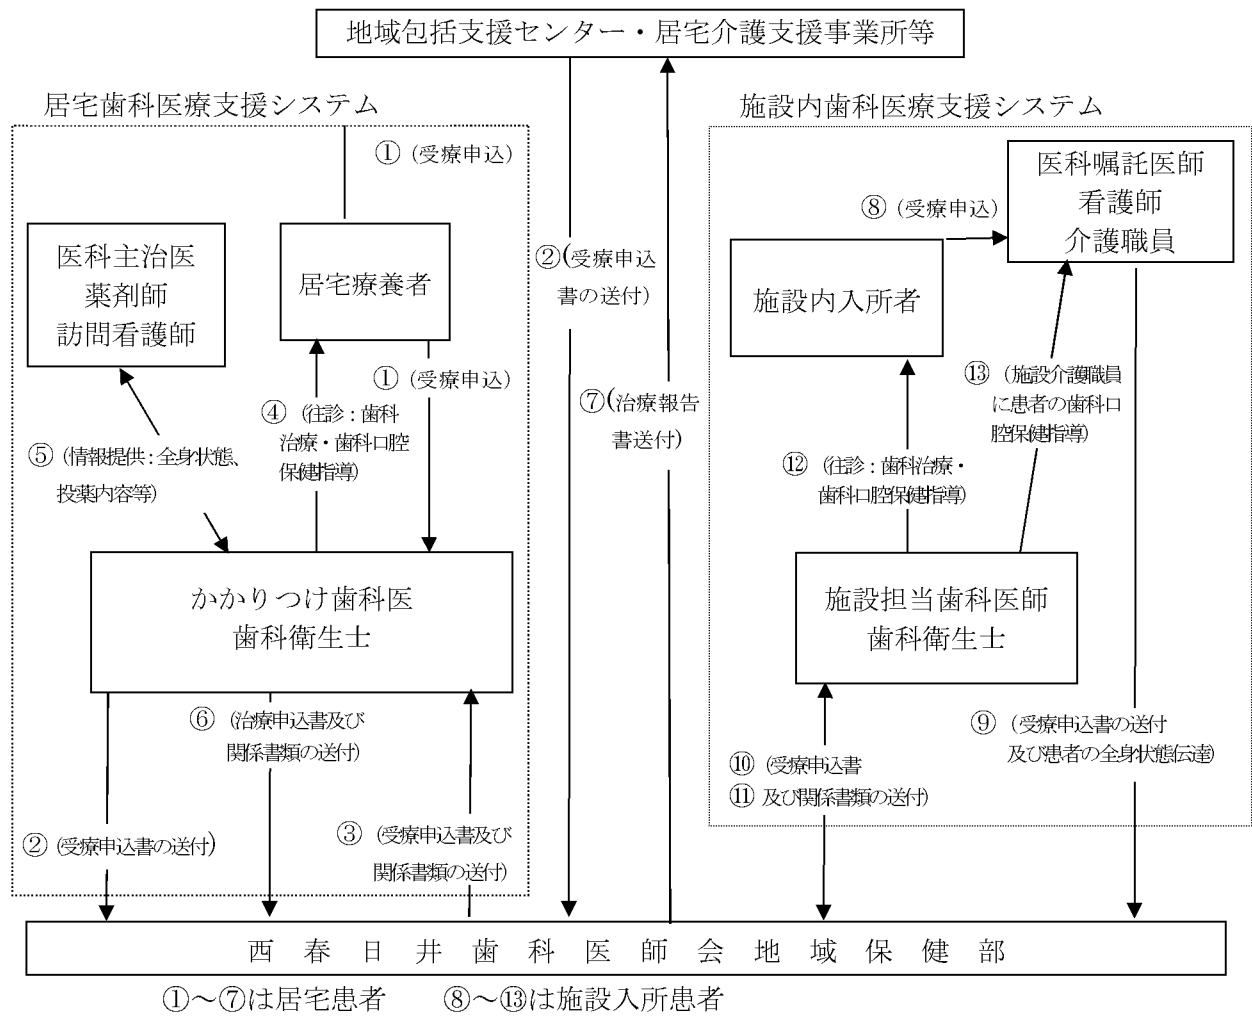 地域包括支援センター・居宅介護支援事業所等
居宅歯科医療支援システム
① (受療申込)
医科主治医
薬剤師
訪問看護師
居宅療養者
① (受療申込)
④ (往診：歯科
治療・歯科口腔
保健指導)
⑤ (情報提供：全身状態、
投薬内容等)
かかりつけ歯科医
歯科衛生士
⑥ (治療申込書及び
関係書類の送付)
② (受療申込書の送付)
③ (受療申込書及び
関係書類の送付)
②(受療申込
書の送付)
⑦(治療報告
書送付)
施設内歯科医療支援システム
医科嘱託医師
看護師
介護職員
⑧ (受療申込)
施設内入所者
⑬ (施設介護職員
に患者の歯科口
腔保健指導)
⑫ (往診：歯科治療・
歯科口腔保健指導)
施設担当歯科医師
歯科衛生士
⑨ (受療申込書の送付
及び患者の全身状態伝達)
⑩ (受療申込書
⑪ 及び関係書類の送付)
西春日井歯科医師会地域保健部
①～⑦は居宅患者　⑧～⑬は施設入所患者